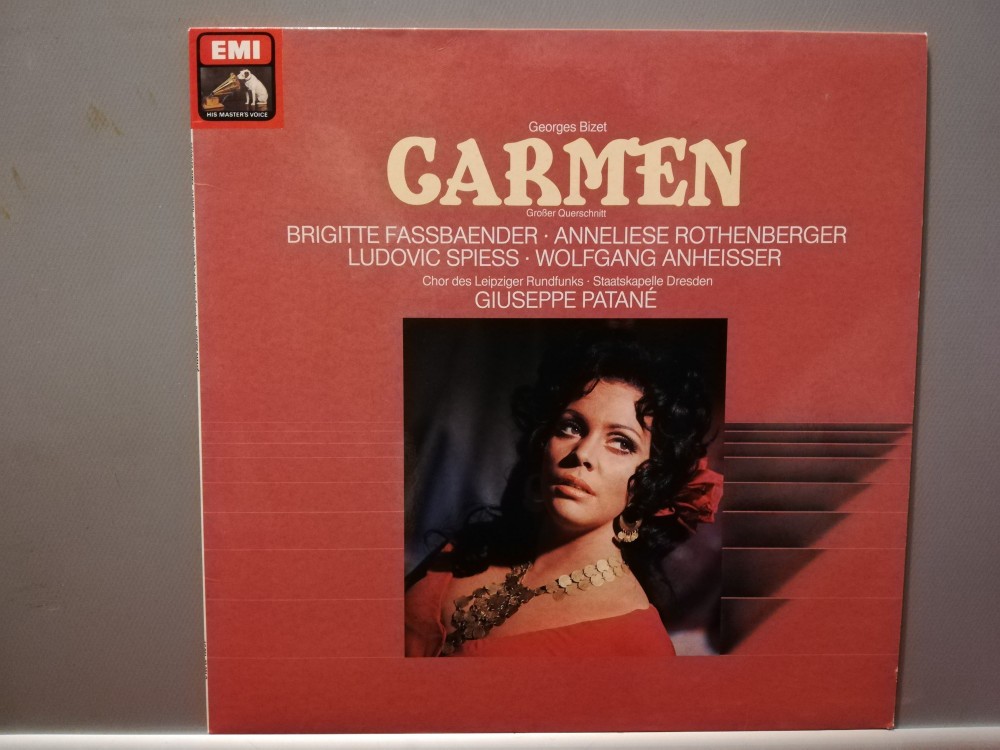 EMI
HIS MASTER'S VOICE
Georges Bizet
CARMEN
Großer Querschnitt
BRIGITTE FASSBAENDER · ANNELIESE ROTHENBERGER
LUDOVIC SPIESS · WOLFGANG ANHEISSER
Chor des Leipziger Rundfunks · Staatskapelle Dresden
GIUSEPPE PATANÉ